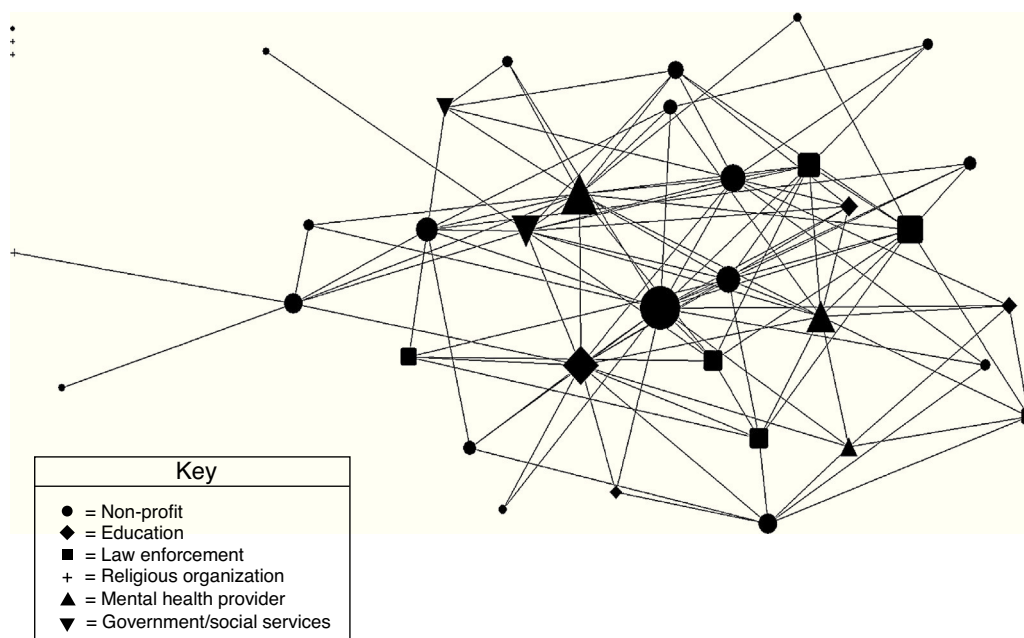 Key
= Non-profit
= Education
= Law enforcement
= Religious organization
= Mental health provider
= Government/social services